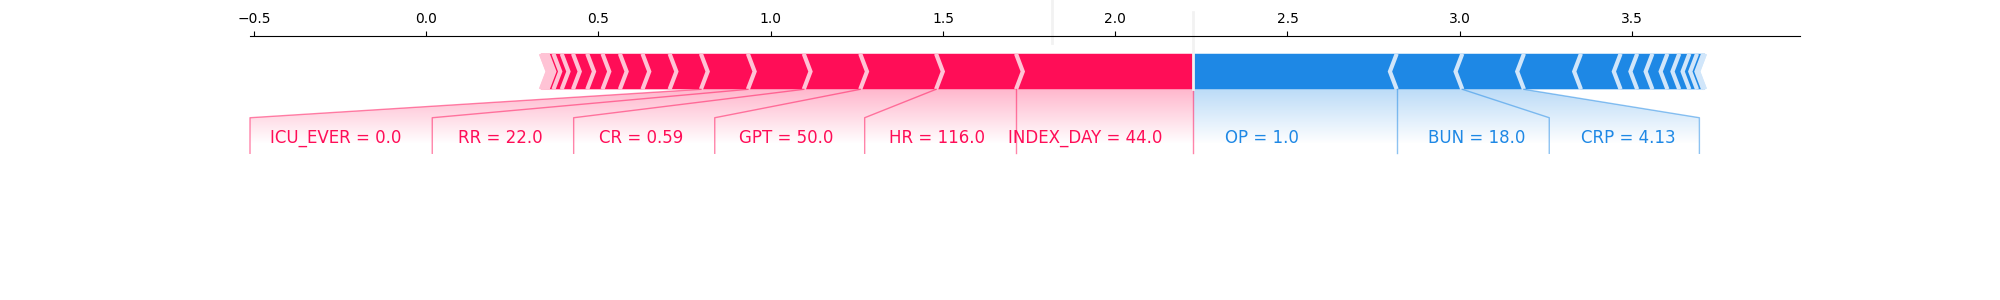 −0.5 0.0 0.5 1.0 1.5 2.0 2.5 3.0 3.5
ICU_EVER = 0.0 RR = 22.0 CR = 0.59 GPT = 50.0 HR = 116.0 INDEX_DAY = 44.0 OP = 1.0 BUN = 18.0 CRP = 4.13